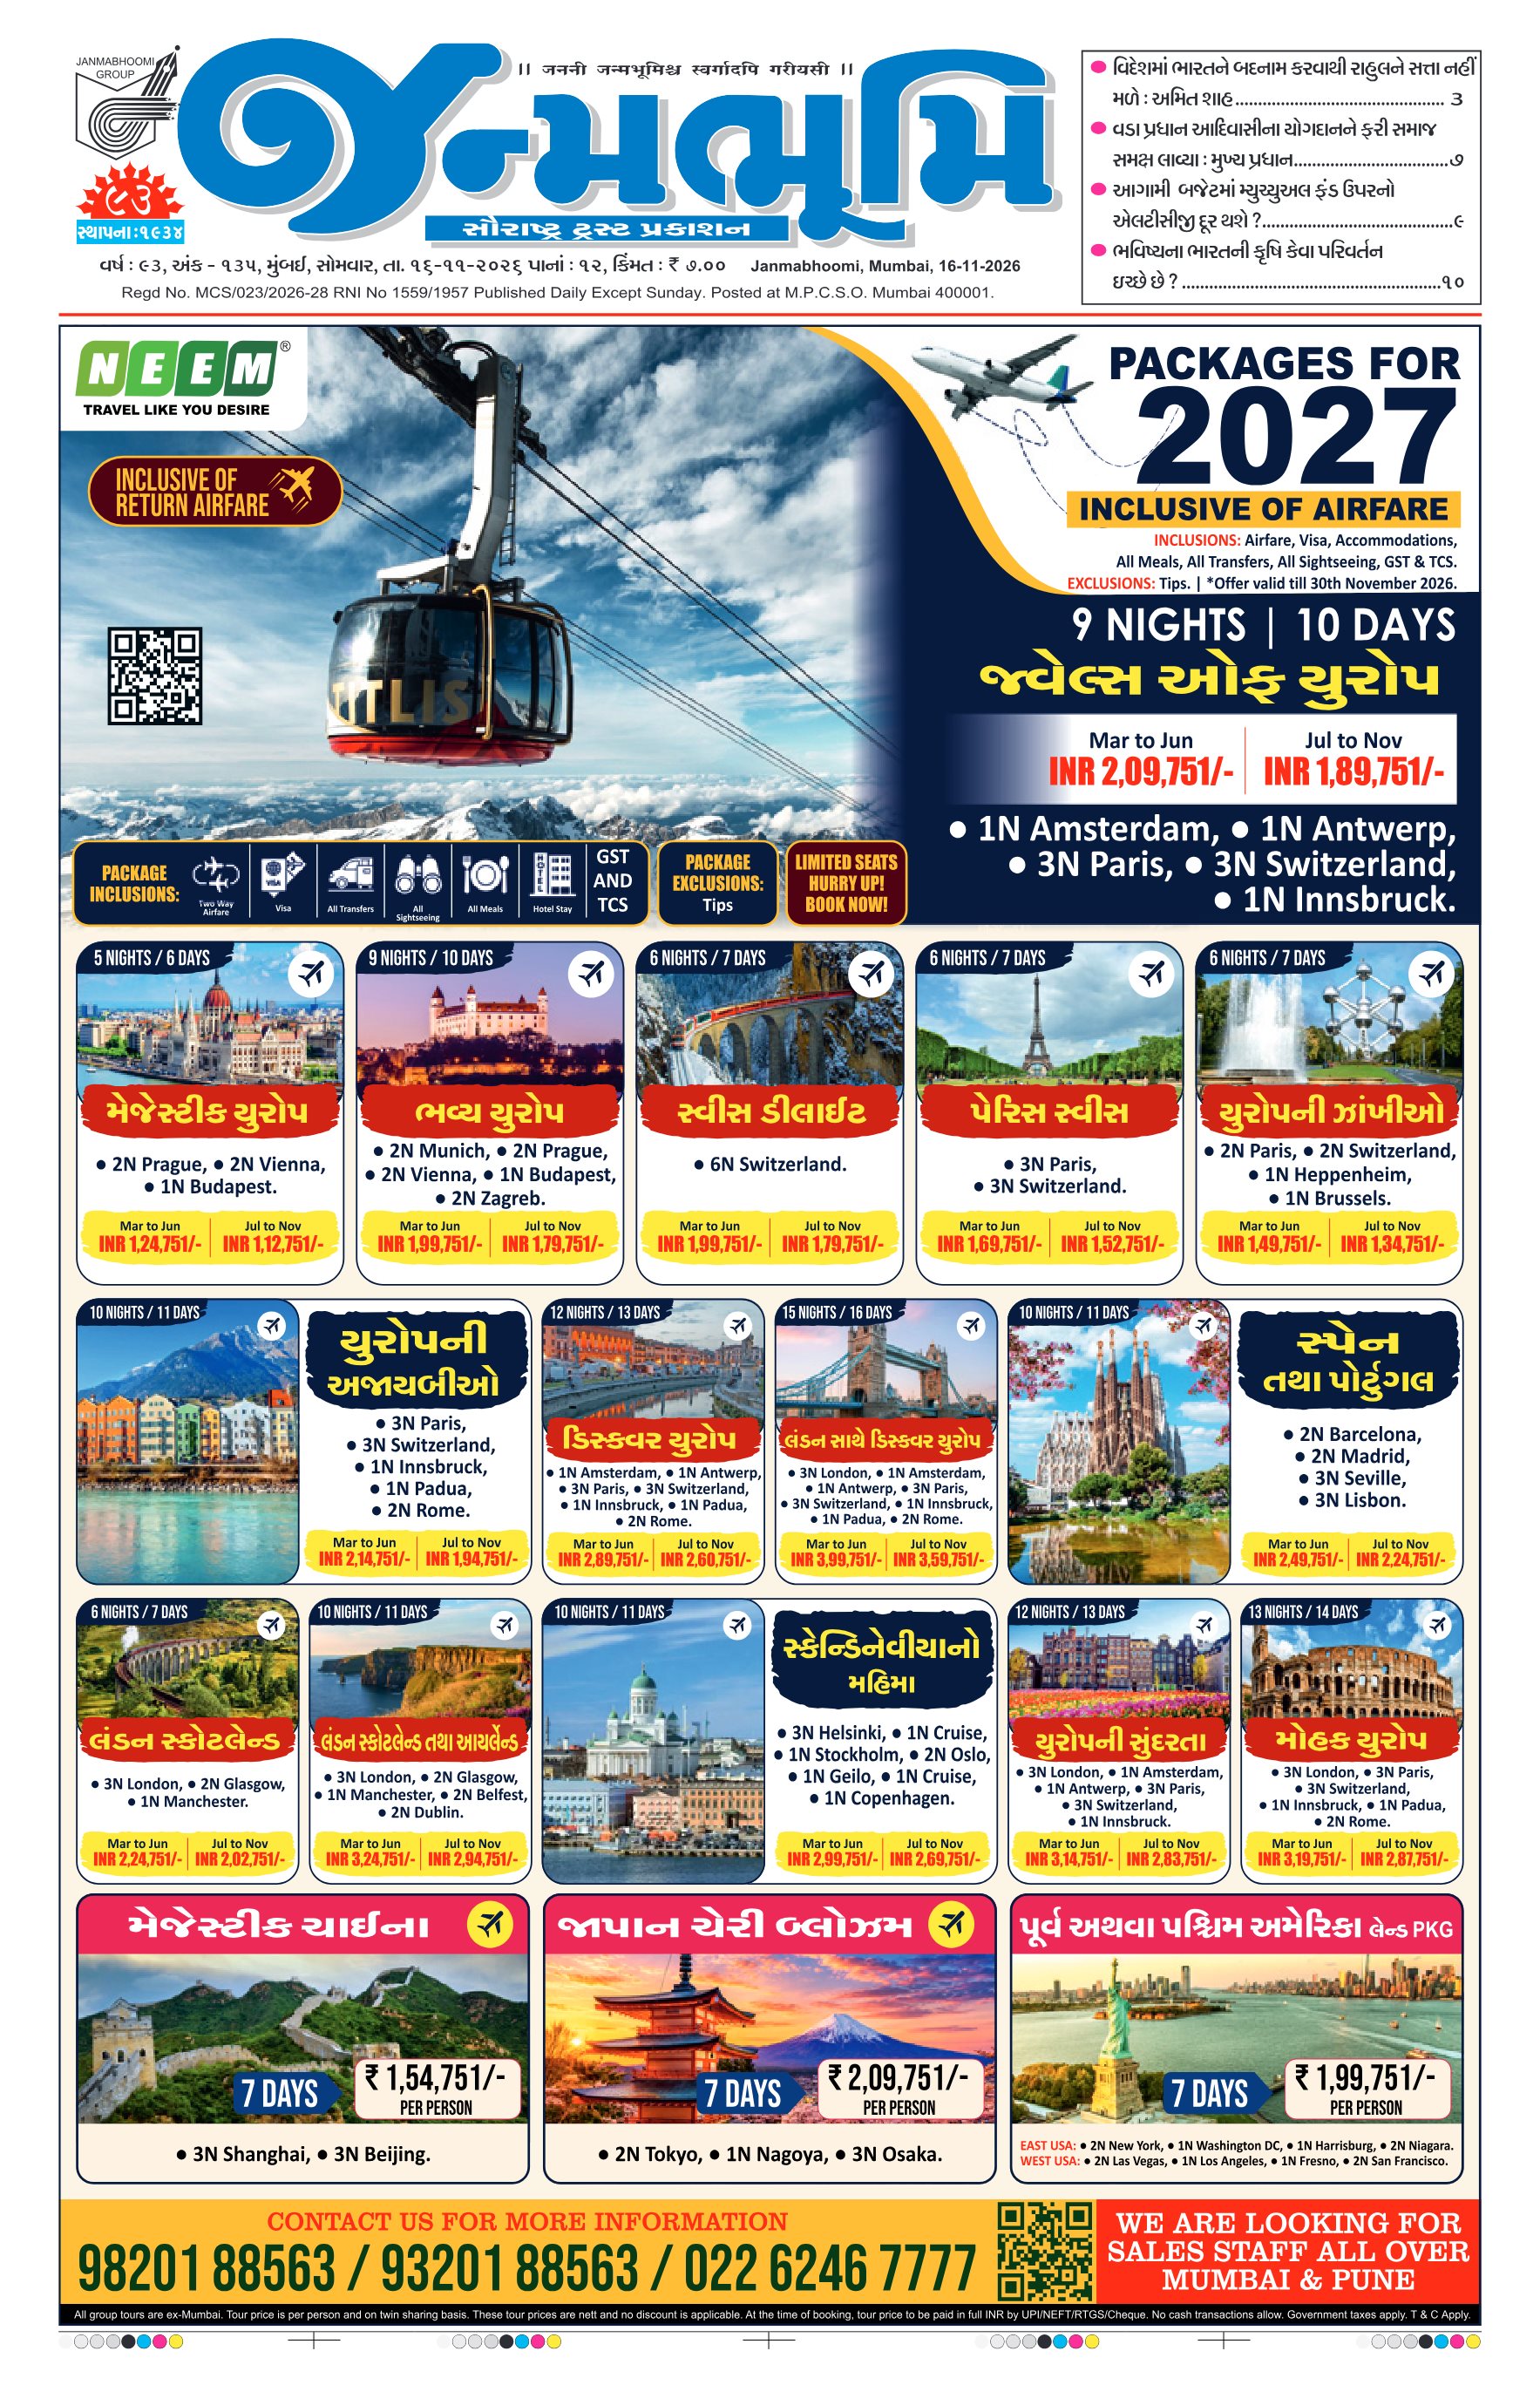 JANMABHOOMI
GROUP
૯૩
સ્થાપના : ૧૯૩૪
।। जननी जन्मभूमिश्च स्वर्गादपि गरीयसी ।।
જન્મભૂમિ
સૌરાષ્ટ્ર ટ્રસ્ટ પ્રકાશન
વર્ષ : ૯૩, અંક - ૧૩૫, મુંબઈ, સોમવાર, તા. ૧૬-૧૧-૨૦૨૬ પાનાં : ૧૨, કિંમત : ₹ ૭.૦૦ Janmabhoomi, Mumbai, 16-11-2026
Regd No. MCS/023/2026-28 RNI No 1559/1957 Published Daily Except Sunday. Posted at M.P.C.S.O. Mumbai 400001.
● વિદેશમાં ભારતને બદનામ કરવાથી રાહુલને સત્તા નહીં
મળે : અમિત શાહ.............................................. ૩
● વડા પ્રધાન આદિવાસીના યોગદાનને ફરી સમાજ
સમક્ષ લાવ્યા : મુખ્ય પ્રધાન..................................૭
● આગામી બજેટમાં મ્યુચ્યુઅલ ફંડ ઉપરનો
એલટીસીજી દૂર થશે ?..........................................૯
● ભવિષ્યના ભારતની કૃષિ કેવા પરિવર્તન
ઇચ્છે છે ? .........................................................૧૦
NEEM®
TRAVEL LIKE YOU DESIRE
INCLUSIVE OF
RETURN AIRFARE
TITLIS
PACKAGES FOR
2027
INCLUSIVE OF AIRFARE
INCLUSIONS: Airfare, Visa, Accommodations,
All Meals, All Transfers, All Sightseeing, GST & TCS.
EXCLUSIONS: Tips. | *Offer valid till 30th November 2026.
9 NIGHTS | 10 DAYS
જ્વેલ્સ ઓફ યુરોપ
Mar to Jun Jul to Nov
INR 2,09,751/- INR 1,89,751/-
● 1N Amsterdam, ● 1N Antwerp,
● 3N Paris, ● 3N Switzerland,
● 1N Innsbruck.
PACKAGE
INCLUSIONS:
Two Way
Airfare
VISA
Visa
All Transfers
All
Sightseeing
All Meals
HOTEL
Hotel Stay
GST
AND
TCS
PACKAGE
EXCLUSIONS:
Tips
LIMITED SEATS
HURRY UP!
BOOK NOW!
5 NIGHTS / 6 DAYS
મેજેસ્ટીક યુરોપ
● 2N Prague, ● 2N Vienna,
● 1N Budapest.
Mar to Jun Jul to Nov
INR 1,24,751/- INR 1,12,751/-
9 NIGHTS / 10 DAYS
ભવ્ય યુરોપ
● 2N Munich, ● 2N Prague,
● 2N Vienna, ● 1N Budapest,
● 2N Zagreb.
Mar to Jun Jul to Nov
INR 1,99,751/- INR 1,79,751/-
6 NIGHTS / 7 DAYS
સ્વીસ ડીલાઈટ
● 6N Switzerland.
Mar to Jun Jul to Nov
INR 1,99,751/- INR 1,79,751/-
6 NIGHTS / 7 DAYS
પેરિસ સ્વીસ
● 3N Paris,
● 3N Switzerland.
Mar to Jun Jul to Nov
INR 1,69,751/- INR 1,52,751/-
6 NIGHTS / 7 DAYS
યુરોપની ઝાંખીઓ
● 2N Paris, ● 2N Switzerland,
● 1N Heppenheim,
● 1N Brussels.
Mar to Jun Jul to Nov
INR 1,49,751/- INR 1,34,751/-
10 NIGHTS / 11 DAYS
યુરોપની
અજાયબીઓ
● 3N Paris,
● 3N Switzerland,
● 1N Innsbruck,
● 1N Padua,
● 2N Rome.
Mar to Jun Jul to Nov
INR 2,14,751/- INR 1,94,751/-
12 NIGHTS / 13 DAYS
ડિસ્કવર યુરોપ
● 1N Amsterdam, ● 1N Antwerp,
● 3N Paris, ● 3N Switzerland,
● 1N Innsbruck, ● 1N Padua,
● 2N Rome.
Mar to Jun Jul to Nov
INR 2,89,751/- INR 2,60,751/-
15 NIGHTS / 16 DAYS
લંડન સાથે ડિસ્કવર યુરોપ
● 3N London, ● 1N Amsterdam,
● 1N Antwerp, ● 3N Paris,
● 3N Switzerland, ● 1N Innsbruck,
● 1N Padua, ● 2N Rome.
Mar to Jun Jul to Nov
INR 3,99,751/- INR 3,59,751/-
10 NIGHTS / 11 DAYS
સ્પેન
તથા પોર્ટુગલ
● 2N Barcelona,
● 2N Madrid,
● 3N Seville,
● 3N Lisbon.
Mar to Jun Jul to Nov
INR 2,49,751/- INR 2,24,751/-
6 NIGHTS / 7 DAYS
લંડન સ્કોટલેન્ડ
● 3N London, ● 2N Glasgow,
● 1N Manchester.
Mar to Jun Jul to Nov
INR 2,24,751/- INR 2,02,751/-
10 NIGHTS / 11 DAYS
લંડન સ્કોટલેન્ડ તથા આયર્લેન્ડ
● 3N London, ● 2N Glasgow,
● 1N Manchester, ● 2N Belfest,
● 2N Dublin.
Mar to Jun Jul to Nov
INR 3,24,751/- INR 2,94,751/-
10 NIGHTS / 11 DAYS
સ્કેન્ડિનેવીયાનો
મહિમા
● 3N Helsinki, ● 1N Cruise,
● 1N Stockholm, ● 2N Oslo,
● 1N Geilo, ● 1N Cruise,
● 1N Copenhagen.
Mar to Jun Jul to Nov
INR 2,99,751/- INR 2,69,751/-
12 NIGHTS / 13 DAYS
યુરોપની સુંદરતા
● 3N London, ● 1N Amsterdam,
● 1N Antwerp, ● 3N Paris,
● 3N Switzerland,
● 1N Innsbruck.
Mar to Jun Jul to Nov
INR 3,14,751/- INR 2,83,751/-
13 NIGHTS / 14 DAYS
મોહક યુરોપ
● 3N London, ● 3N Paris,
● 3N Switzerland,
● 1N Innsbruck, ● 1N Padua,
● 2N Rome.
Mar to Jun Jul to Nov
INR 3,19,751/- INR 2,87,751/-
મેજેસ્ટીક ચાઈના
7 DAYS
₹ 1,54,751/-
PER PERSON
● 3N Shanghai, ● 3N Beijing.
જાપાન ચેરી બ્લોઝમ
7 DAYS
₹ 2,09,751/-
PER PERSON
● 2N Tokyo, ● 1N Nagoya, ● 3N Osaka.
પૂર્વ અથવા પશ્ચિમ અમેરિકા લેન્ડ PKG
7 DAYS
₹ 1,99,751/-
PER PERSON
EAST USA: ● 2N New York, ● 1N Washington DC, ● 1N Harrisburg, ● 2N Niagara.
WEST USA: ● 2N Las Vegas, ● 1N Los Angeles, ● 1N Fresno, ● 2N San Francisco.
CONTACT US FOR MORE INFORMATION
98201 88563 / 93201 88563 / 022 6246 7777
WE ARE LOOKING FOR
SALES STAFF ALL OVER
MUMBAI & PUNE
All group tours are ex-Mumbai. Tour price is per person and on twin sharing basis. These tour prices are nett and no discount is applicable. At the time of booking, tour price to be paid in full INR by UPI/NEFT/RTGS/Cheque. No cash transactions allow. Government taxes apply. T & C Apply.